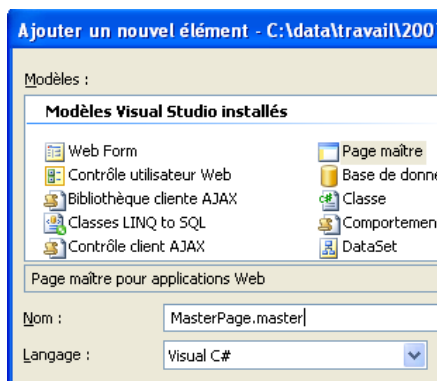 Ajouter un nouvel élément - C:\data\travail\200
Modèles :
Modèles Visual Studio installés
Web Form
Contrôle utilisateur Web
Bibliothèque cliente AJAX
Classes LINQ to SQL
Contrôle client AJAX
Page maître
Base de donné
Classe
Comportemen
DataSet
Page maître pour applications Web
Nom :
MasterPage.master
Langage :
Visual C#